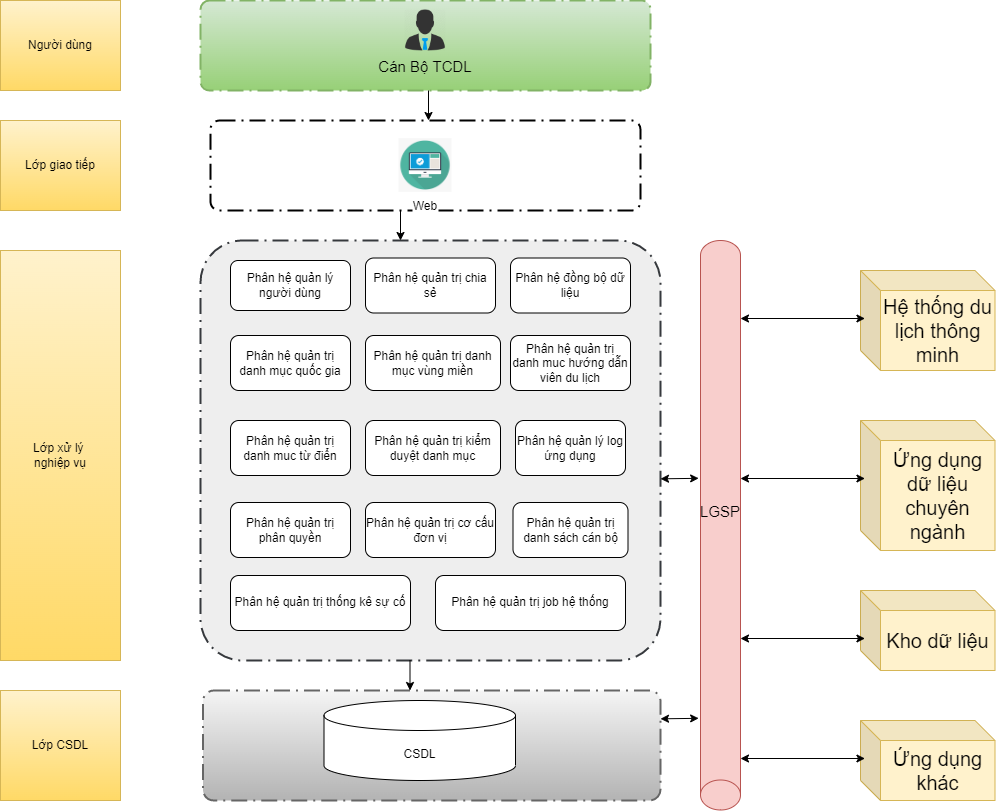 Người dùng
Cán Bộ TCDL
Lớp giao tiếp
Web
Lớp xử lý
nghiệp vụ
Phân hệ quản lý
người dùng
Phân hệ quản trị chia
sẻ
Phân hệ đồng bộ dữ
liệu
Phân hệ quản trị
danh mục quốc gia
Phân hệ quản trị danh
mục vùng miền
Phân hệ quản trị
danh muc hướng dẫn
viên du lịch
Phân hệ quản trị
danh muc từ điển
Phân hệ quản trị kiểm
duyệt danh mục
Phân hệ quản lý log
ứng dụng
Phân hệ quản trị
phân quyền
Phân hệ quản trị cơ cấu
đơn vị
Phân hệ quản trị
danh sách cán bộ
Phân hệ quản trị thống kê sự cố
Phân hệ quản trị job hệ thống
LGSP
Hệ thống du
lịch thông
minh
Ứng dụng
dữ liệu
chuyên
ngành
Kho dữ liệu
Ứng dụng
khác
Lớp CSDL
CSDL